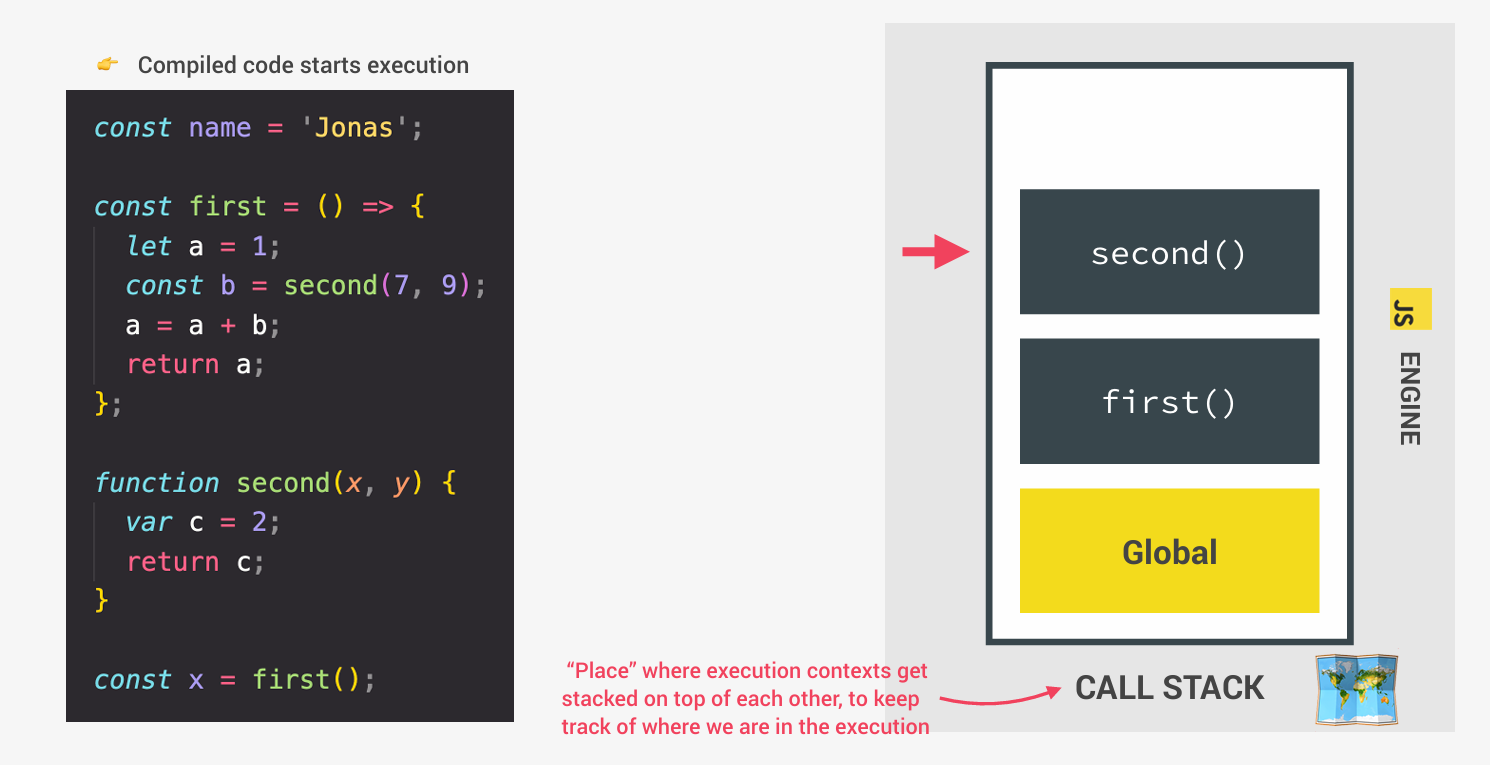 Compiled code starts execution
const name = 'Jonas';
const first = () => {
let a = 1;
const b = second(7, 9);
a = a + b;
return a;
};
function second(x, y) {
var c = 2;
return c;
}
const x = first();
second()
first()
Global
JS
ENGINE
“Place” where execution contexts get
stacked on top of each other, to keep
track of where we are in the execution
CALL STACK